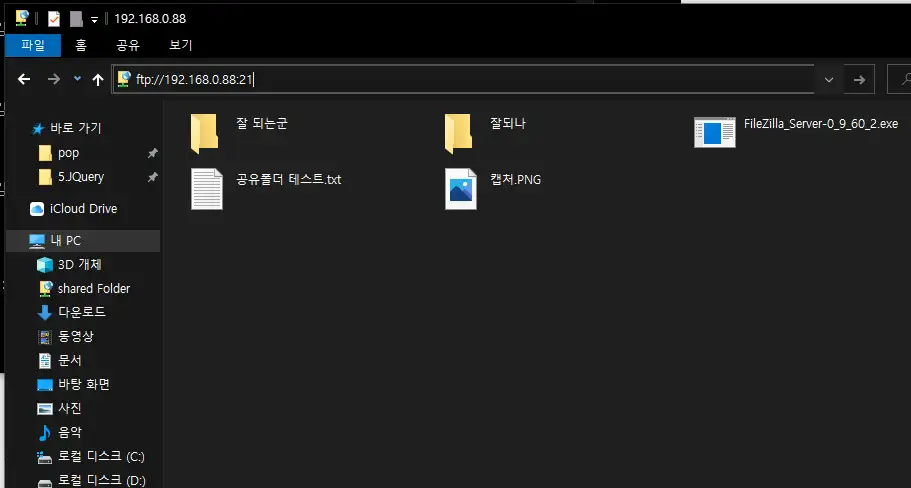 192.168.0.88
파일 홈 공유 보기
ftp://192.168.0.88:21
바로 가기
pop
5.JQuery
iCloud Drive
내 PC
3D 개체
shared Folder
다운로드
동영상
문서
바탕 화면
사진
음악
로컬 디스크 (C:)
로컬 디스크 (D:)
잘 되는군
잘되나
FileZilla_Server-0_9_60_2.exe
공유폴더 테스트.txt
캡처.PNG